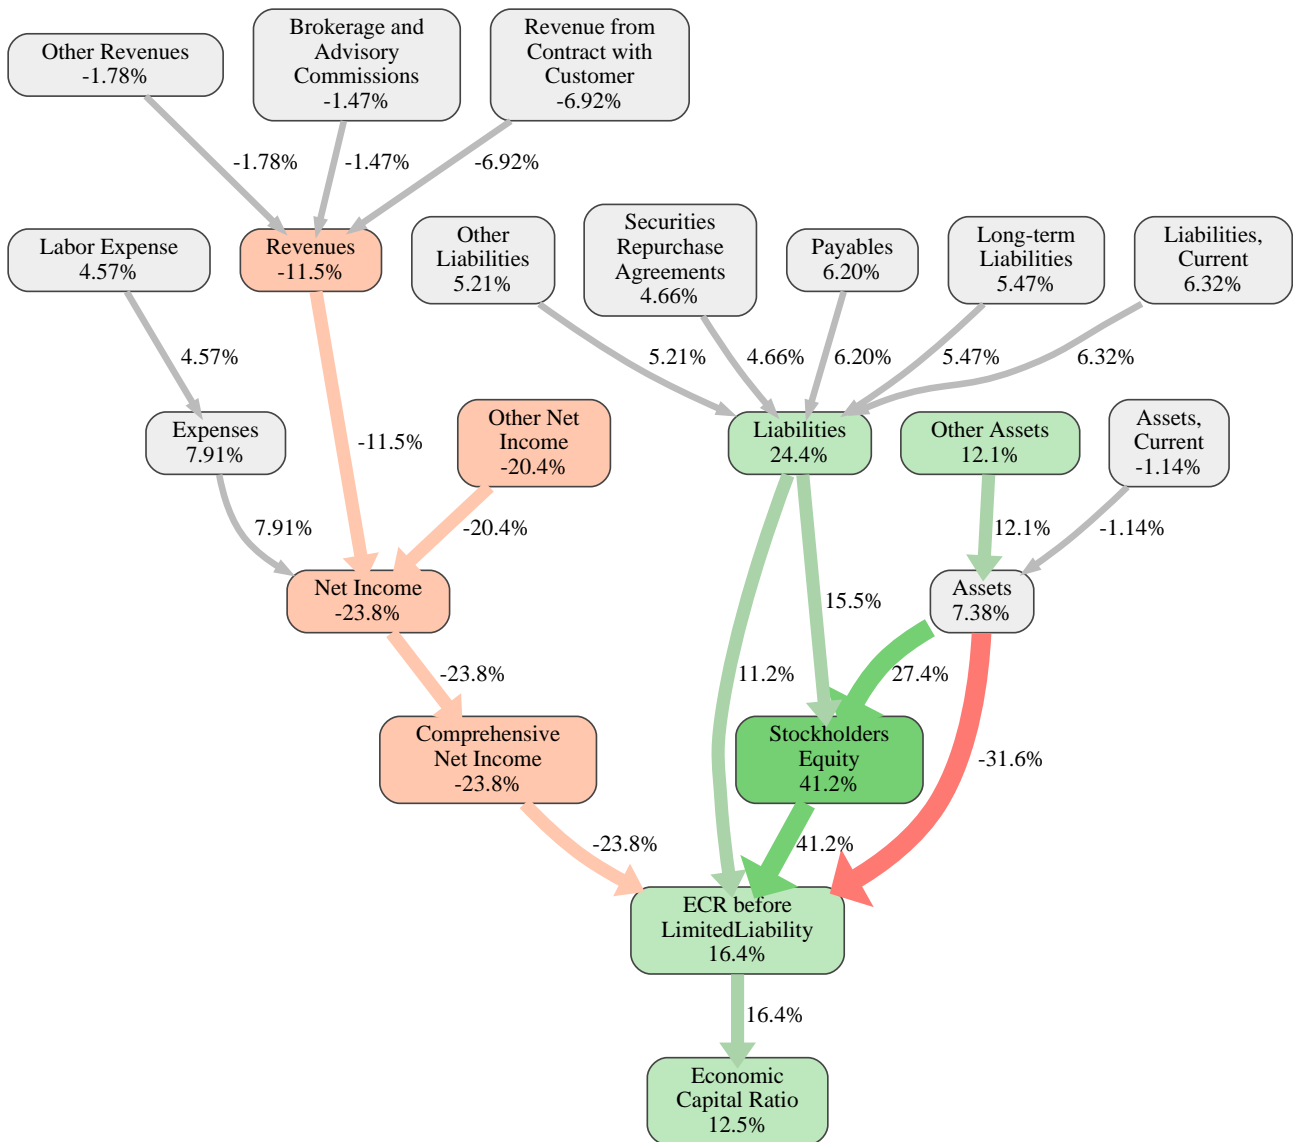 Other Revenues
-1.78%
Brokerage and
Advisory
Commissions
-1.47%
Revenue from
Contract with
Customer
-6.92%
-1.78%
-1.47%
-6.92%
Labor Expense
4.57%
Revenues
-11.5%
Other
Liabilities
5.21%
Securities
Repurchase
Agreements
4.66%
Payables
6.20%
Long-term
Liabilities
5.47%
Liabilities,
Current
6.32%
4.57%
5.21%
4.66%
6.20%
5.47%
6.32%
Expenses
7.91%
-11.5%
Other Net
Income
-20.4%
Liabilities
24.4%
Other Assets
12.1%
Assets,
Current
-1.14%
7.91%
-20.4%
12.1%
-1.14%
Net Income
-23.8%
15.5%
Assets
7.38%
-23.8%
11.2%
27.4%
Comprehensive
Net Income
-23.8%
Stockholders
Equity
41.2%
-31.6%
-23.8%
41.2%
ECR before
LimitedLiability
16.4%
16.4%
Economic
Capital Ratio
12.5%